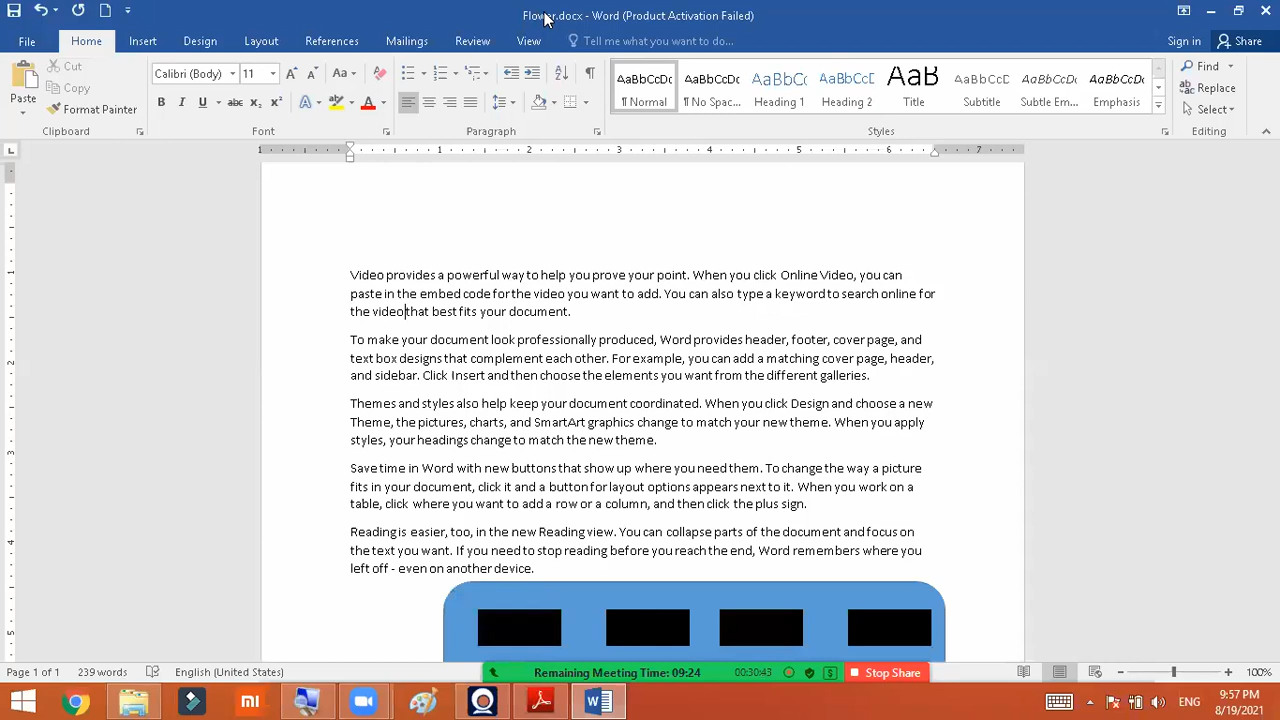 Flower.docx - Word (Product Activation Failed)
File Home Insert Design Layout References Mailings Review View Tell me what you want to do... Sign in Share
Cut
Copy
Format Painter
Paste
Clipboard
Calibri (Body) 11
Font
Paragraph
AaBbCcDc AaBbCcDc AaBbCc AaBbCcD AaB AaBbCcD AaBbCcDc AaBbCcDc
¶ Normal ¶ No Spac... Heading 1 Heading 2 Title Subtitle Subtle Em... Emphasis
Styles
Find
Replace
Select
Editing
1 1 2 3 4 5 6 7
Video provides a powerful way to help you prove your point. When you click Online Video, you can
paste in the embed code for the video you want to add. You can also type a keyword to search online for
the video that best fits your document.
To make your document look professionally produced, Word provides header, footer, cover page, and
text box designs that complement each other. For example, you can add a matching cover page, header,
and sidebar. Click Insert and then choose the elements you want from the different galleries.
Themes and styles also help keep your document coordinated. When you click Design and choose a new
Theme, the pictures, charts, and SmartArt graphics change to match your new theme. When you apply
styles, your headings change to match the new theme.
Save time in Word with new buttons that show up where you need them. To change the way a picture
fits in your document, click it and a button for layout options appears next to it. When you work on a
table, click where you want to add a row or a column, and then click the plus sign.
Reading is easier, too, in the new Reading view. You can collapse parts of the document and focus on
the text you want. If you need to stop reading before you reach the end, Word remembers where you
left off - even on another device.
Page 1 of 1 239 words English (United States) Remaining Meeting Time: 09:24 00:30:43 Stop Share 100%
ENG
9:57 PM
8/19/2021